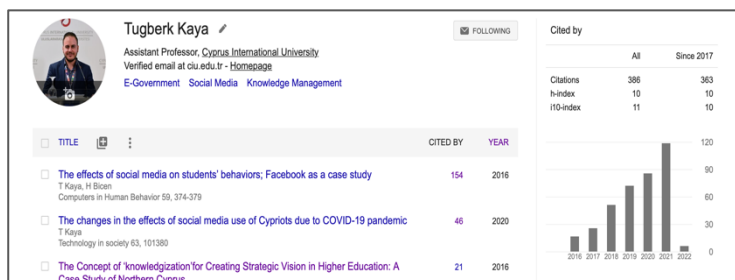 Tugberk Kaya
FOLLOWING
Assistant Professor, Cyprus International University
Verified email at ciu.edu.tr - Homepage
E-Government Social Media Knowledge Management
TITLE CITED BY YEAR
The effects of social media on students' behaviors; Facebook as a case study 154 2016
T Kaya, H Bicen
Computers in Human Behavior 59, 374-379
The changes in the effects of social media use of Cypriots due to COVID-19 pandemic 46 2020
T Kaya
Technology in society 63, 101380
The Concept of 'knowledgization'for Creating Strategic Vision in Higher Education: A 21 2016
Case Study of Northern Cyprus
Cited by
All Since 2017
Citations 386 363
h-index 10 10
i10-index 11 10
120
90
60
30
0
2016 2017 2018 2019 2020 2021 2022